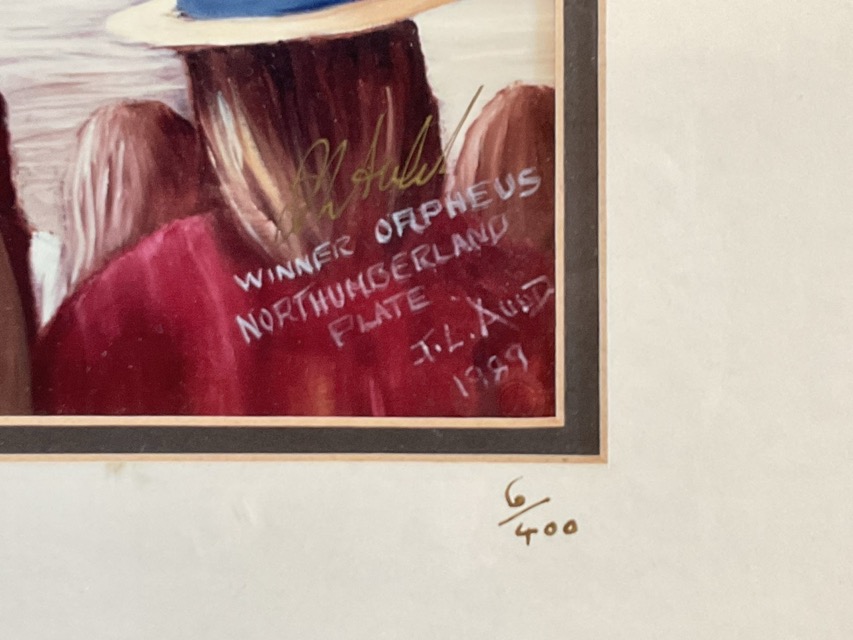 WINNER ORPHEUS
NORTHUMBERLAND
PLATE
J.L. AULD
1989
6/400